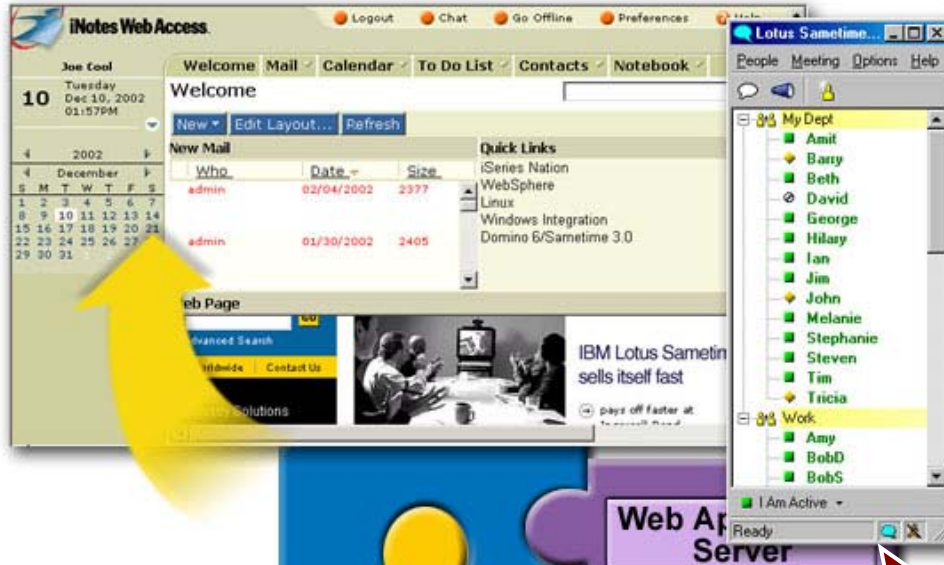 iNotes Web Access.
Logout Chat Go Offline Preferences
Joe Cool
Welcome Mail Calendar To Do List Contacts Notebook
10
Tuesday
Dec 10, 2002
01:57PM
Welcome
New Edit Layout... Refresh
2002
December
S M T W T F S
1 2 3 4 5 6 7
8 9 10 11 12 13 14
15 16 17 18 19 20 21
22 23 24 25 26
29 30 31
New Mail
Who Date Size
admin 02/04/2002 2377
admin 01/30/2002 2405
Quick Links
iSeries Nation
WebSphere
Linux
Windows Integration
Domino 6/Sametime 3.0
eb Page
GO
dvanced Search
rldwide Contact Us
Solutions
IBM Lotus Sametim
sells itself fast
pays off faster at
Lotus Sametime...
People Meeting Options Help
My Dept
Amit
Barry
Beth
David
George
Hilary
Ian
Jim
John
Melanie
Stephanie
Steven
Tim
Tricia
Work
Amy
BobD
BobS
I Am Active
Ready
Web Ap
Server